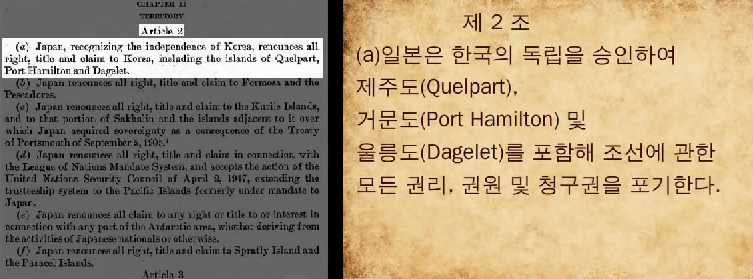 CHAPTER II
TERRITORY
Article 2
(a) Japan, recognizing the independence of Korea, renounces all
right, title and claim to Korea, including the islands of Quelpart,
Port Hamilton and Dagelet.
(b) Japan renounces all right, title and claim to Formosa and the
Pescadores.
(c) Japan renounces all right, title and claim to the Kurile Islands,
and to that portion of Sakhalin and the islands adjacent to it over
which Japan acquired sovereignty as a consequence of the Treaty
of Portsmouth of September 5, 1905.¹
(d) Japan renounces all right, title and claim in connection with
the League of Nations Mandate System, and accepts the action of the
United Nations Security Council of April 2, 1947, extending the
trusteeship system to the Pacific Islands formerly under mandate to
Japan.
(e) Japan renounces all claim to any right or title to or interest in
connection with any part of the Antarctic area, whether deriving from
the activities of Japanese nationals or otherwise.
(f) Japan renounces all right, title and claim to Spratly Island and
the Paracel Islands.
Article 3
제 2 조
(a)일본은 한국의 독립을 승인하여
제주도(Quelpart),
거문도(Port Hamilton) 및
울릉도(Dagelet)를 포함해 조선에 관한
모든 권리, 권원 및 청구권을 포기한다.